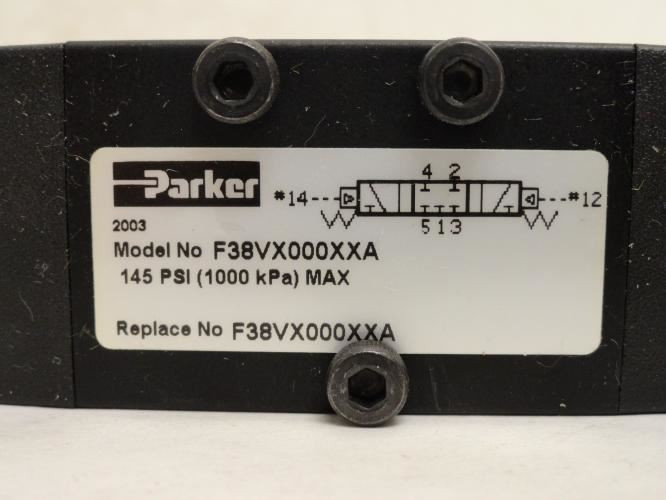 Parker
4 2
*14
*12
2003
5 1 3
Model No F38VX000XXA
145 PSI (1000 kPa) MAX
Replace No F38VX000XXA